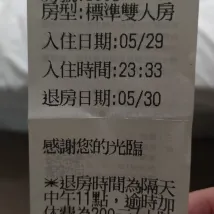 房型:標準雙人房
入住日期:05/29
入住時間:23:33
退房日期:05/30
感謝您的光臨
※退房時間為隔天
中午11點,逾時加